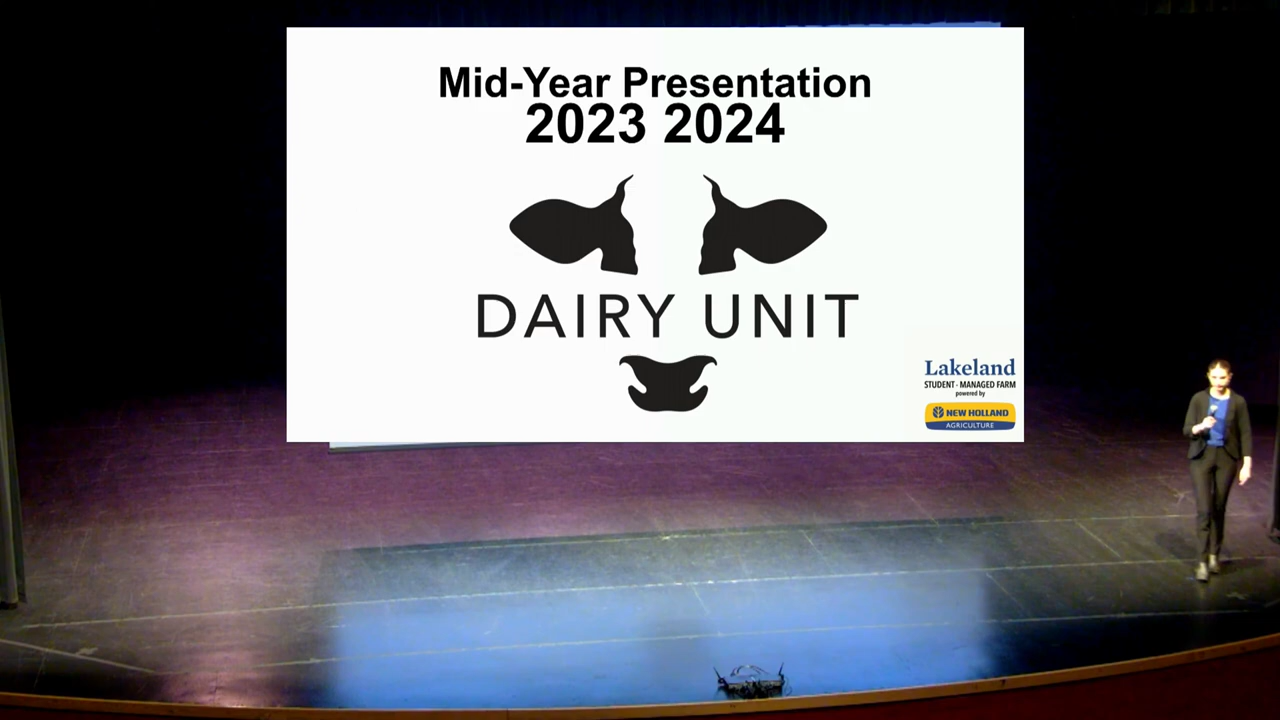 Mid-Year Presentation
2023 2024
DAIRY UNIT
Lakeland
STUDENT - MANAGED FARM
powered by
NEW HOLLAND
AGRICULTURE